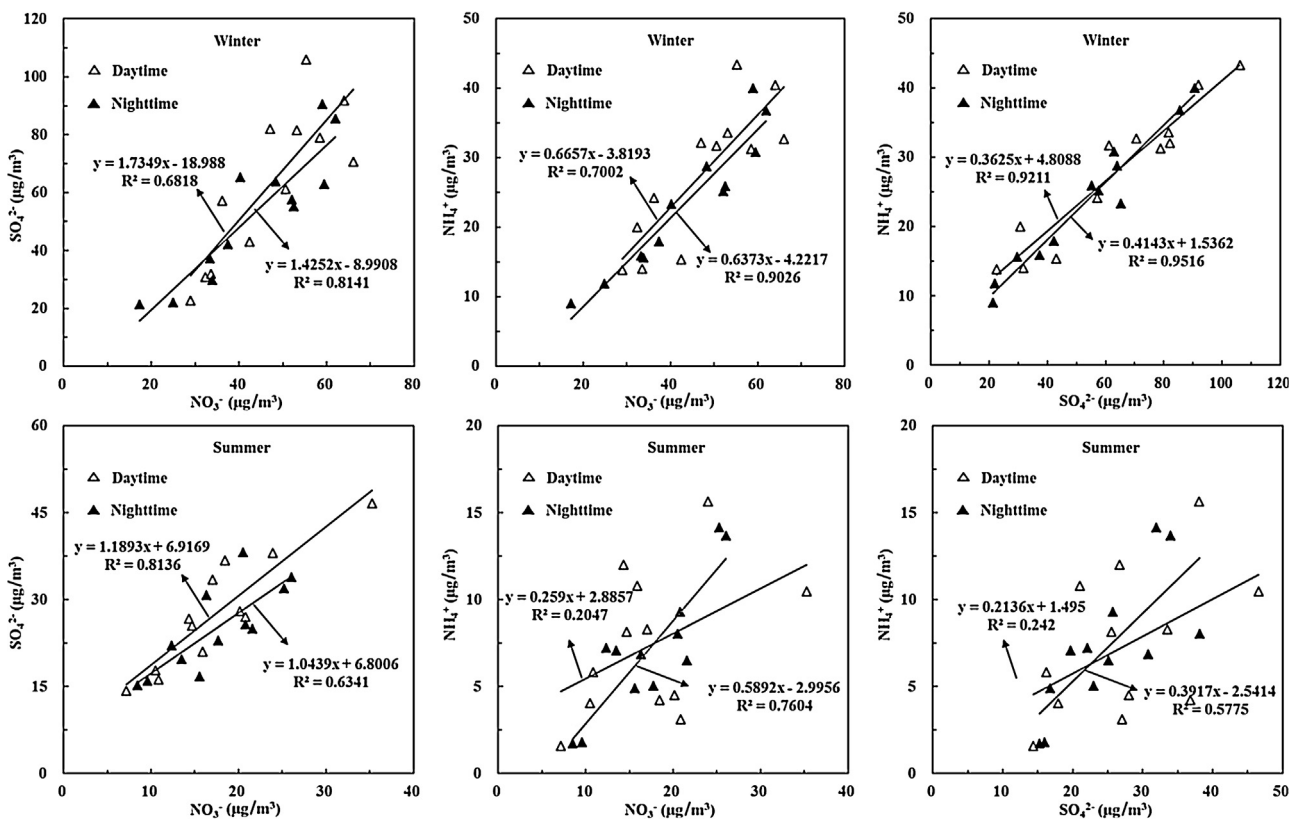 Winter
△ Daytime
▲ Nighttime
y = 1.7349x - 18.988
R² = 0.6818
y = 1.4252x - 8.9908
R² = 0.8141
SO₄²⁻ (µg/m³)
120
100
80
60
40
20
0
0 20 40 60 80
NO₃⁻ (µg/m³)
Winter
△ Daytime
▲ Nighttime
y = 0.6657x - 3.8193
R² = 0.7002
y = 0.6373x - 4.2217
R² = 0.9026
NH₄⁺ (µg/m³)
50
40
30
20
10
0
0 20 40 60 80
NO₃⁻ (µg/m³)
Winter
△ Daytime
▲ Nighttime
y = 0.3625x + 4.8088
R² = 0.9211
y = 0.4143x + 1.5362
R² = 0.9516
NH₄⁺ (µg/m³)
50
40
30
20
10
0
0 20 40 60 80 100 120
SO₄²⁻ (µg/m³)
Summer
△ Daytime
▲ Nighttime
y = 1.1893x + 6.9169
R² = 0.8136
y = 1.0439x + 6.8006
R² = 0.6341
SO₄²⁻ (µg/m³)
60
45
30
15
0
0 10 20 30 40
NO₃⁻ (µg/m³)
Summer
△ Daytime
▲ Nighttime
y = 0.259x + 2.8857
R² = 0.2047
y = 0.5892x - 2.9956
R² = 0.7604
NH₄⁺ (µg/m³)
20
15
10
5
0
0 10 20 30 40
NO₃⁻ (µg/m³)
Summer
△ Daytime
▲ Nighttime
y = 0.2136x + 1.495
R² = 0.242
y = 0.3917x - 2.5414
R² = 0.5775
NH₄⁺ (µg/m³)
20
15
10
5
0
0 10 20 30 40 50
SO₄²⁻ (µg/m³)